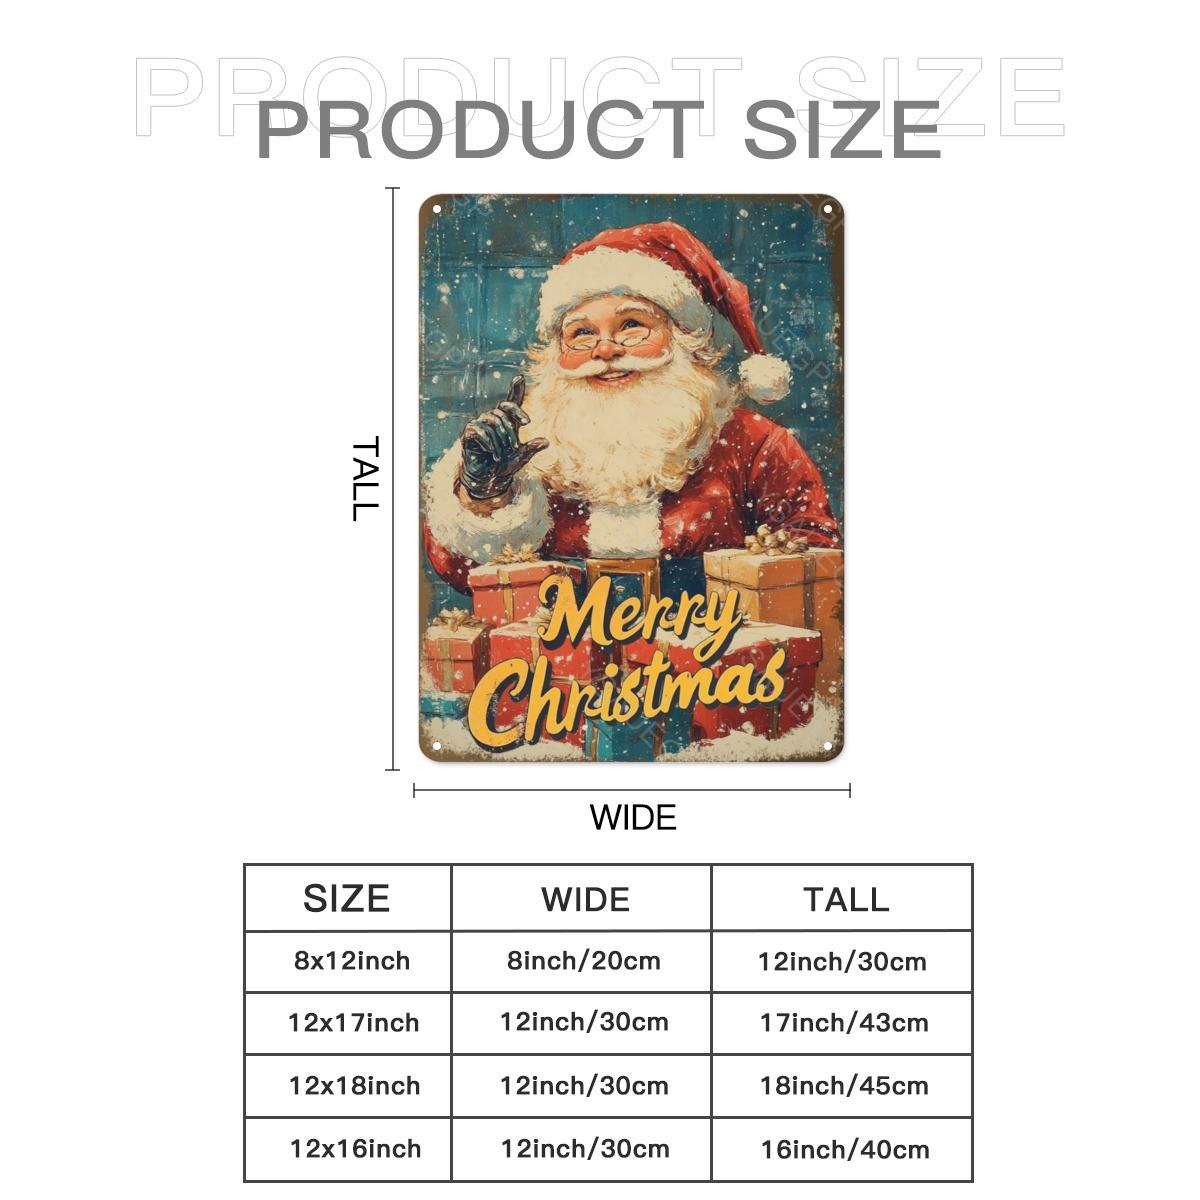 PRODUCT SIZE
PRODUCT SIZE
TALL
Merry
Christmas
WIDE
SIZE WIDE TALL
8x12inch 8inch/20cm 12inch/30cm
12x17inch 12inch/30cm 17inch/43cm
12x18inch 12inch/30cm 18inch/45cm
12x16inch 12inch/30cm 16inch/40cm